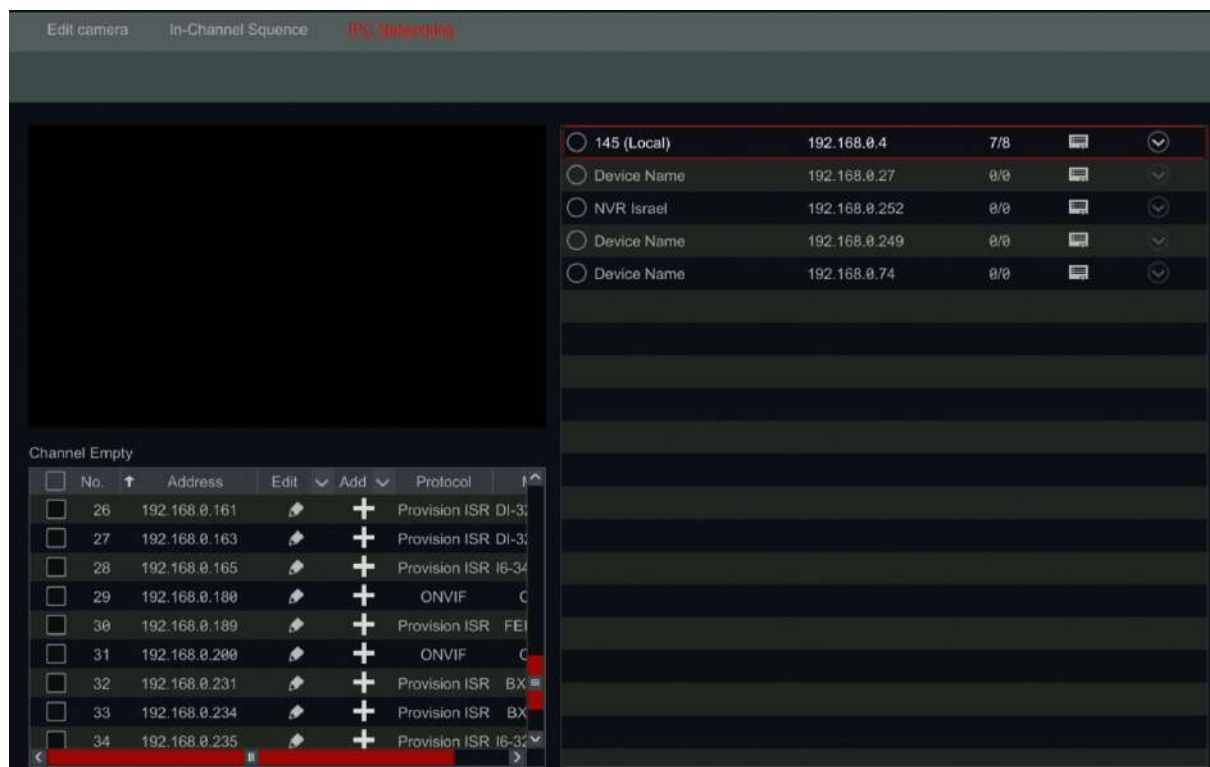 Edit camera In-Channel Squence IPC Networking
145 (Local) 192.168.0.4 7/8
Device Name 192.168.0.27 0/0
NVR Israel 192.168.0.252 0/0
Device Name 192.168.0.249 0/0
Device Name 192.168.0.74 0/0
Channel Empty
No. Address Edit Add Protocol
26 192.168.0.161 Provision ISR DI-32
27 192.168.0.163 Provision ISR DI-32
28 192.168.0.165 Provision ISR I6-34
29 192.168.0.180 ONVIF
30 192.168.0.189 Provision ISR FEI
31 192.168.0.200 ONVIF
32 192.168.0.231 Provision ISR BX
33 192.168.0.234 Provision ISR BX
34 192.168.0.235 Provision ISR I6-32